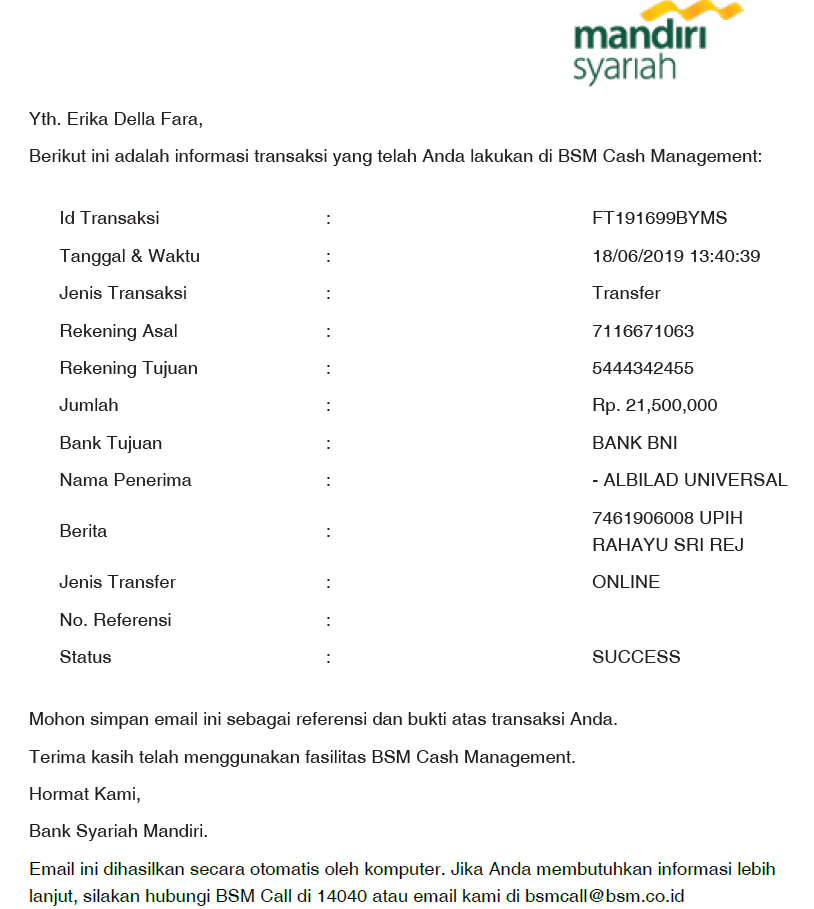 mandiri
syariah
Yth. Erika Della Fara,
Berikut ini adalah informasi transaksi yang telah Anda lakukan di BSM Cash Management:
Id Transaksi : FT191699BYMS
Tanggal & Waktu : 18/06/2019 13:40:39
Jenis Transaksi : Transfer
Rekening Asal : 7116671063
Rekening Tujuan : 5444342455
Jumlah : Rp. 21,500,000
Bank Tujuan : BANK BNI
Nama Penerima : - ALBILAD UNIVERSAL
Berita : 7461906008 UPIH
RAHAYU SRI REJ
Jenis Transfer : ONLINE
No. Referensi :
Status : SUCCESS
Mohon simpan email ini sebagai referensi dan bukti atas transaksi Anda.
Terima kasih telah menggunakan fasilitas BSM Cash Management.
Hormat Kami,
Bank Syariah Mandiri.
Email ini dihasilkan secara otomatis oleh komputer. Jika Anda membutuhkan informasi lebih
lanjut, silakan hubungi BSM Call di 14040 atau email kami di bsmcall@bsm.co.id